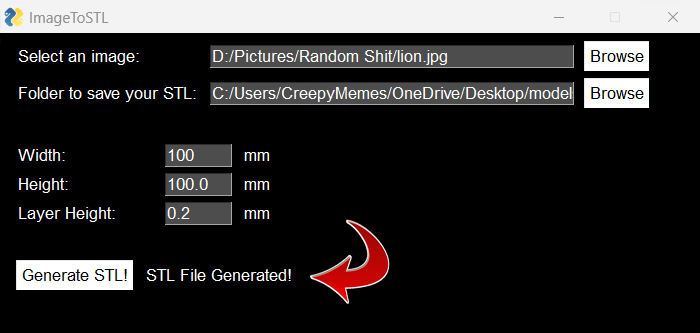 ImageToSTL
Select an image: D:/Pictures/Random Shit/lion.jpg Browse
Folder to save your STL: C:/Users/CreepyMemes/OneDrive/Desktop/model Browse
Width: 100 mm
Height: 100.0 mm
Layer Height: 0.2 mm
Generate STL! STL File Generated!